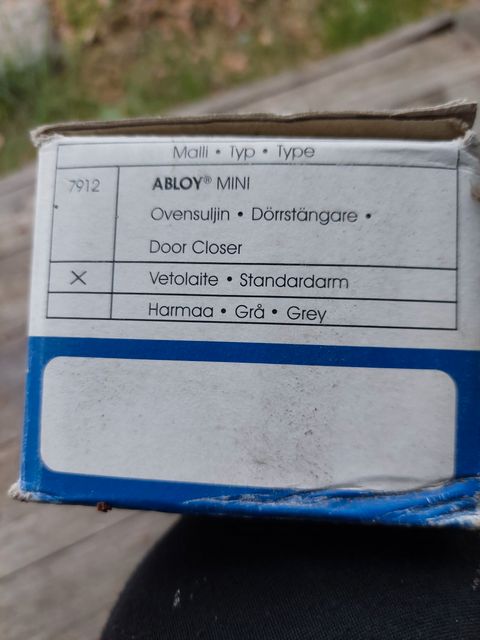 Malli • Typ • Type
7912 ABLOY® MINI
Ovensuljin • Dörrstängare •
Door Closer
X Vetolaite • Standardarm
Harmaa • Grå • Grey